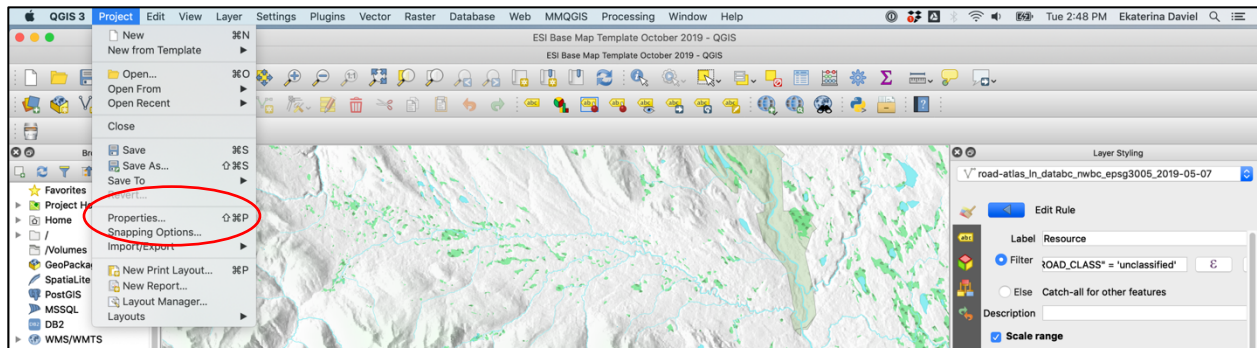 QGIS 3 Project Edit View Layer Settings Plugins Vector Raster Database Web MMQGIS Processing Window Help Tue 2:48 PM Ekaterina Daviel
ESI Base Map Template October 2019 - QGIS
ESI Base Map Template October 2019 - QGIS
New ⌘N
New from Template
Open... ⌘O
Open From
Open Recent
Close
Save ⌘S
Save As... ⇧⌘S
Save To
Revert...
Properties... ⇧⌘P
Snapping Options...
Import/Export
New Print Layout... ⌘P
New Report...
Layout Manager...
Layouts
Favorites
Project Ho
Home
/
/Volumes
GeoPacka
SpatiaLite
PostGIS
MSSQL
DB2
WMS/WMTS
Layer Styling
road-atlas_ln_databc_nwbc_epsg3005_2019-05-07
Edit Rule
Label Resource
Filter ROAD_CLASS" = 'unclassified' ε
Else Catch-all for other features
Description
Scale range